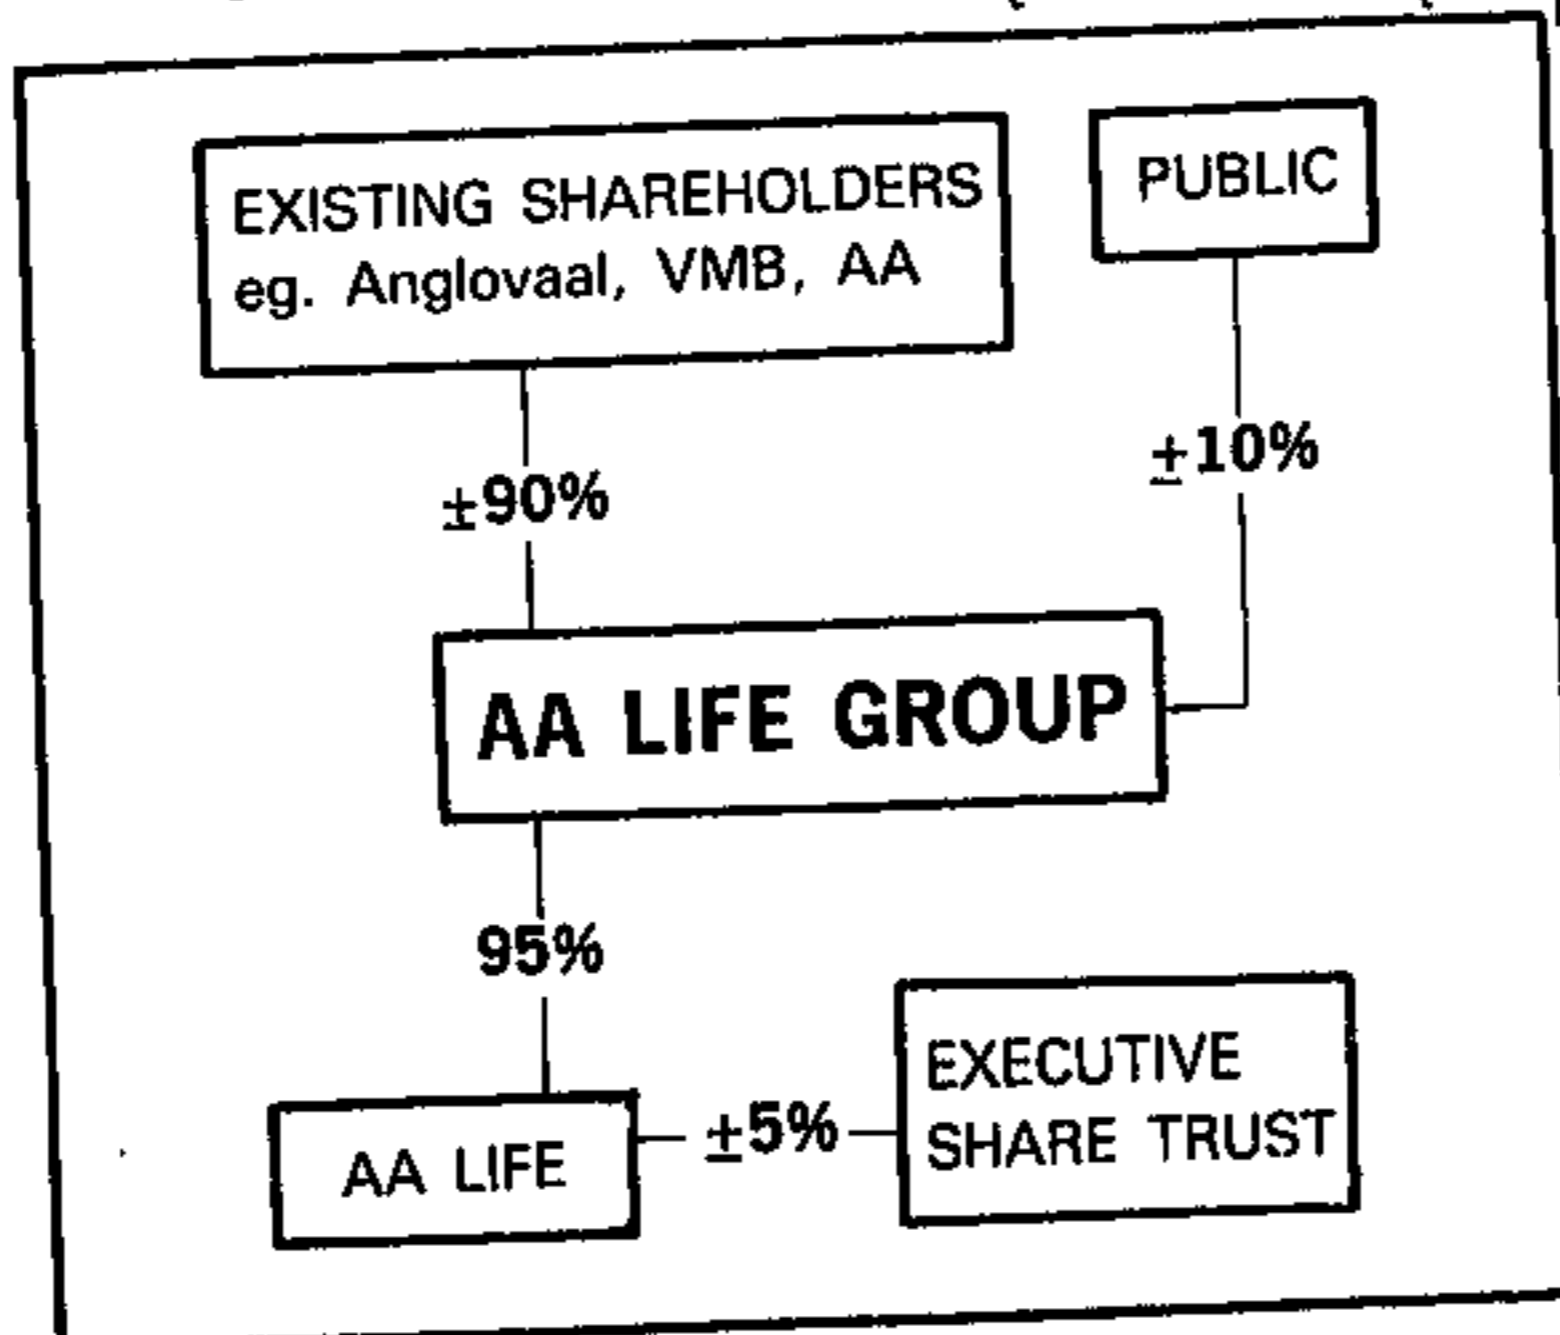 EXISTING SHAREHOLDERS
eg. Anglovaal, VMB, AA
PUBLIC
±90%
±10%
AA LIFE GROUP
95%
AA LIFE
±5%
EXECUTIVE
SHARE TRUST